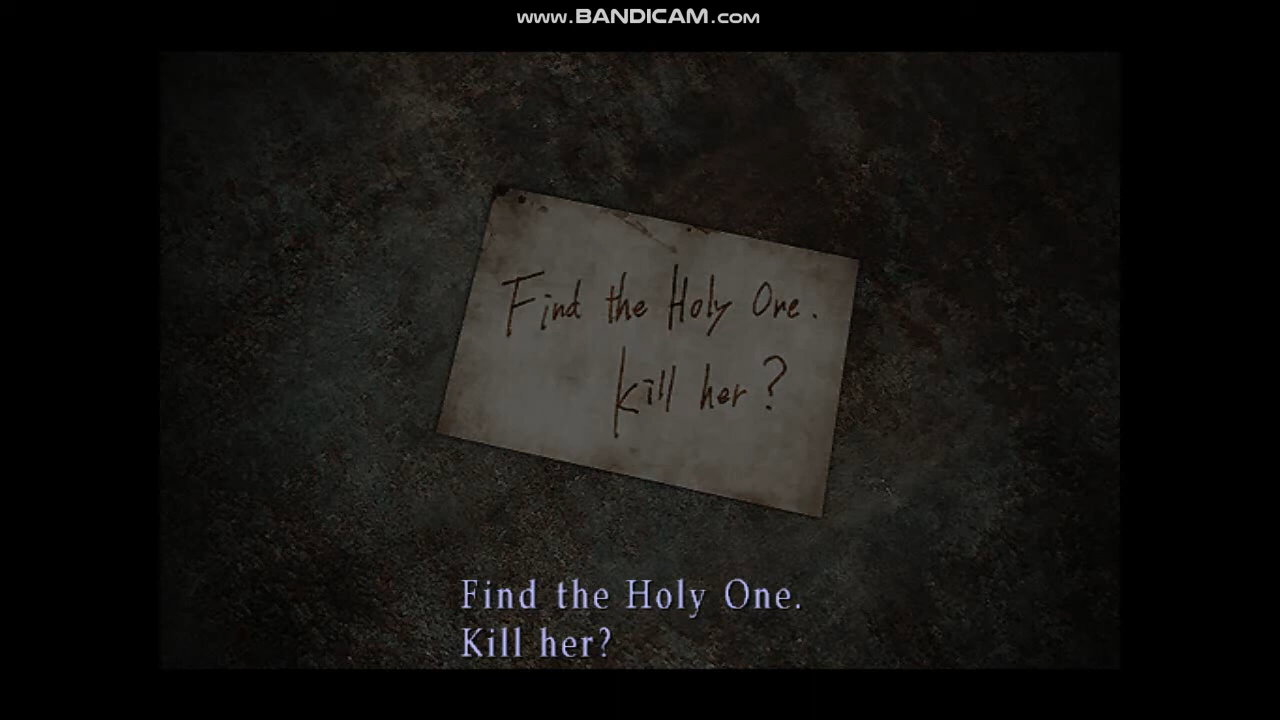 www.BANDICAM.com
Find the Holy One.
kill her?
Find the Holy One.
Kill her?